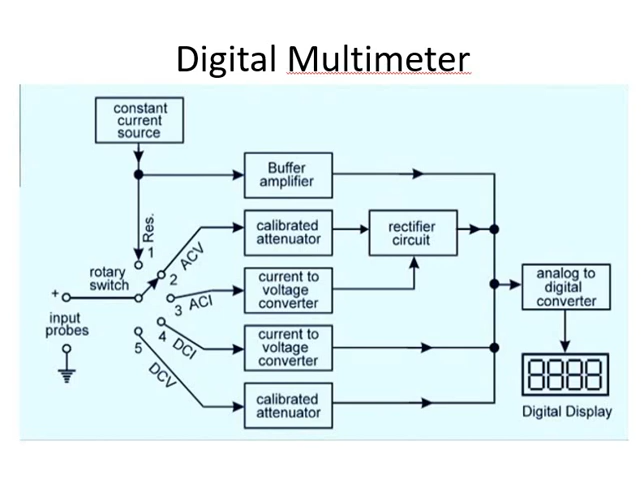 Digital Multimeter
constant
current
source
Buffer
amplifier
Res.
1
calibrated
attenuator
rectifier
circuit
ACV
2
rotary
switch
current to
voltage
converter
analog to
digital
converter
+
3 ACI
input
probes
4 DCI
current to
voltage
converter
5
DCV
8888
calibrated
attenuator
Digital Display